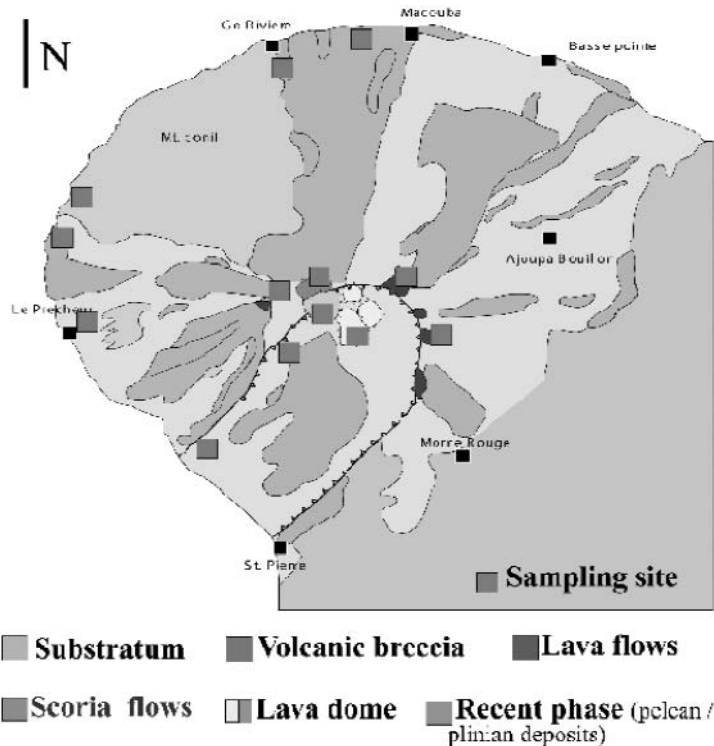 Macouba
Gd Riviere
Basse pointe
N
Mt. conil
Ajoupa Bouillon
Le Precheur
Morne Rouge
St. Pierre
Sampling site
Substratum
Volcanic breccia
Lava flows
Scoria flows
Lava dome
Recent phase (pelean /
plinian deposits)